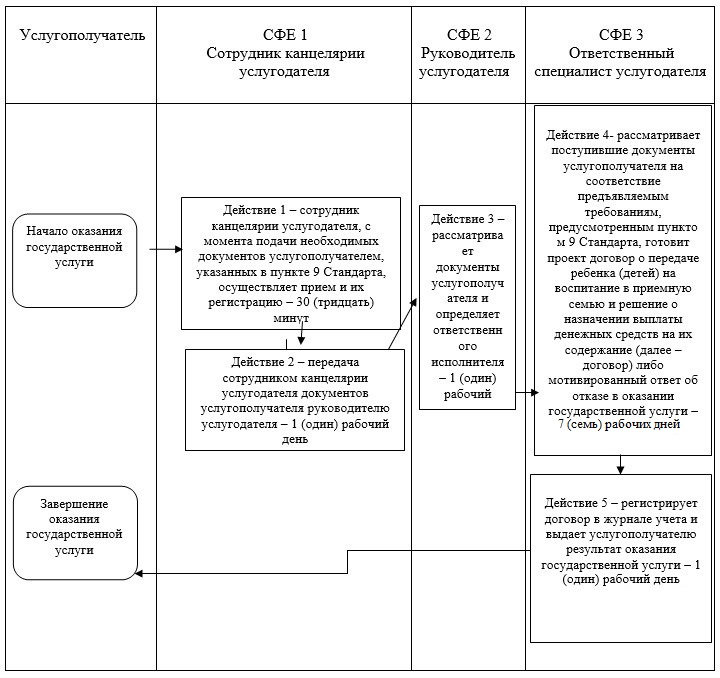 Услугополучатель
СФЕ 1
Сотрудник канцелярии
услугодателя
СФЕ 2
Руководитель
услугодателя
СФЕ 3
Ответственный
специалист услугодателя
Начало оказания
государственной
услуги
Действие 1 – сотрудник
канцелярии услугодателя, с
момента подачи необходимых
документов услугополучателем,
указанных в пункте 9 Стандарта,
осуществляет прием и их
регистрацию – 30 (тридцать)
минут
Действие 2 – передача
сотрудником канцелярии
услугодателя документов
услугополучателя руководителю
услугодателя – 1 (один) рабочий
день
Действие 3 –
рассматрива
ет
документы
услугополуч
ателя и
определяет
ответственн
ого
исполнителя
– 1 (один)
рабочий
Действие 4- рассматривает
поступившие документы
услугополучателя на
соответствие
предъявляемым
требованиям,
предусмотренным пункто
м 9 Стандарта, готовит
проект договор о передаче
ребенка (детей) на
воспитание в приемную
семью и решение о
назначении выплаты
денежных средств на их
содержание (далее –
договор) либо
мотивированный ответ об
отказе в оказании
государственной услуги –
7 (семь) рабочих дней
Завершение
оказания
государственной
услуги
Действие 5 – регистрирует
договор в журнале учета и
выдает услугополучателю
результат оказания
государственной услуги – 1
(один) рабочий день